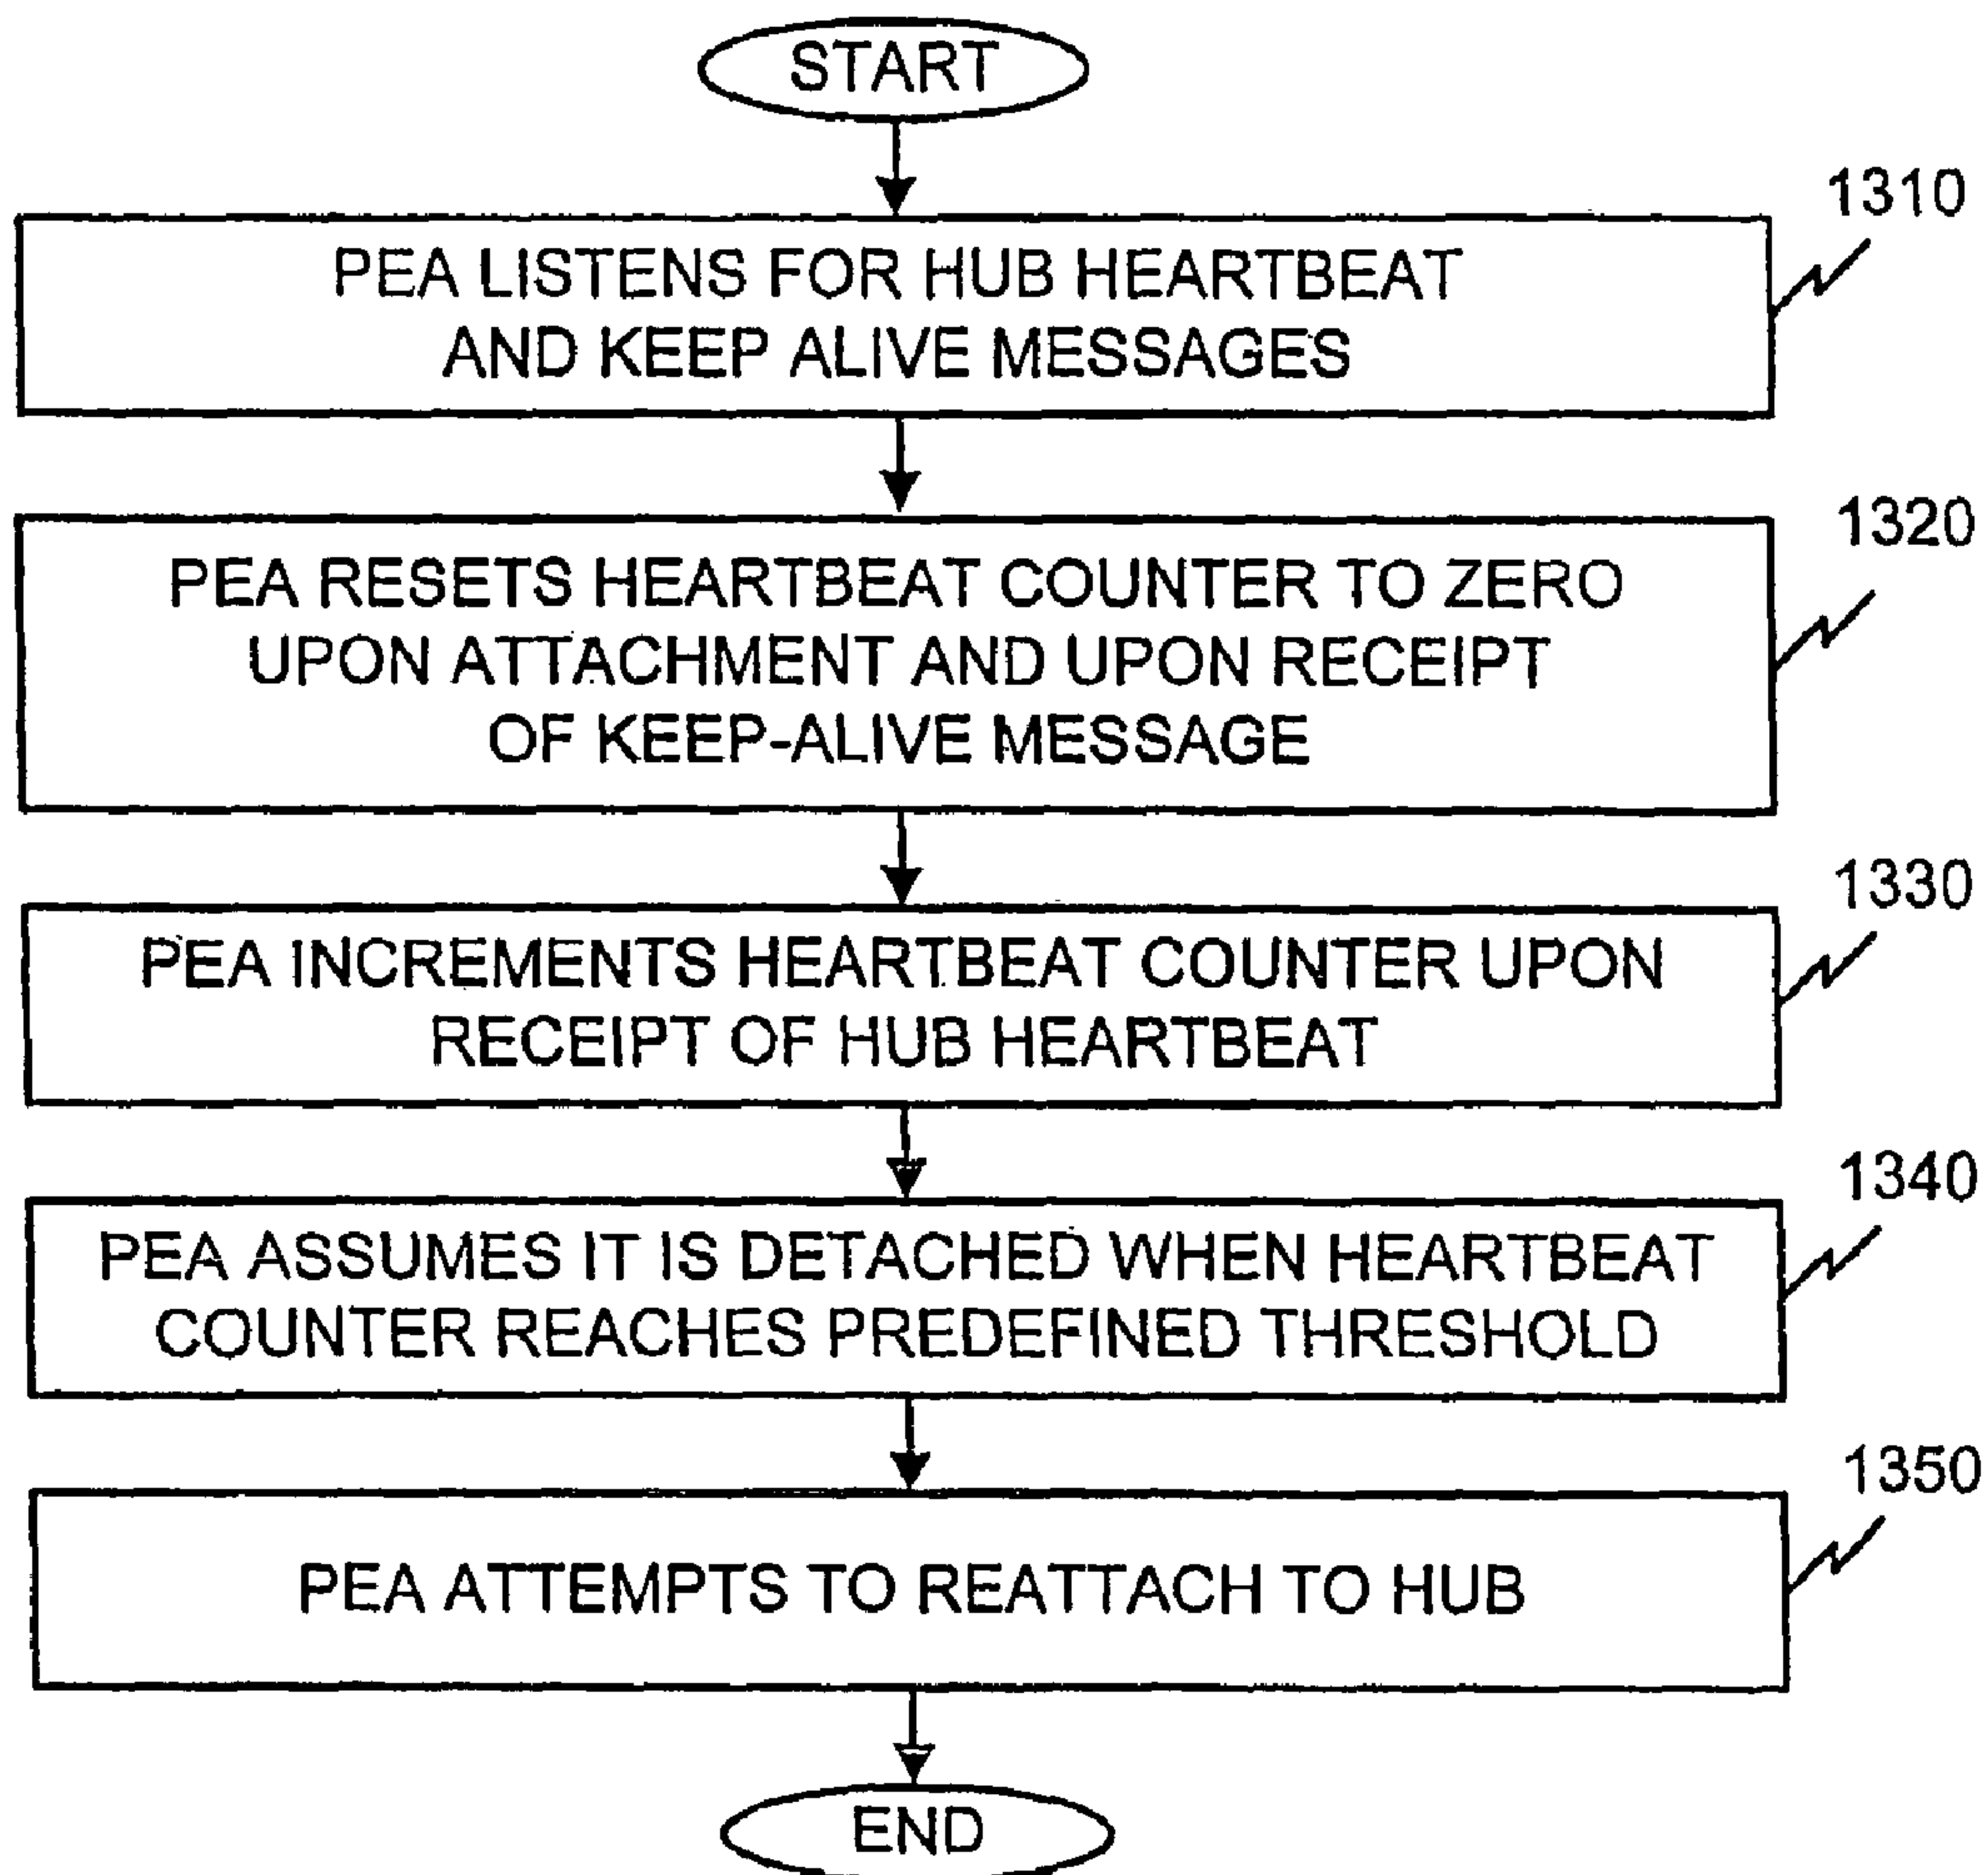 START
1310
PEA LISTENS FOR HUB HEARTBEAT
AND KEEP ALIVE MESSAGES
1320
PEA RESETS HEARTBEAT COUNTER TO ZERO
UPON ATTACHMENT AND UPON RECEIPT
OF KEEP-ALIVE MESSAGE
1330
PEA INCREMENTS HEARTBEAT COUNTER UPON
RECEIPT OF HUB HEARTBEAT
1340
PEA ASSUMES IT IS DETACHED WHEN HEARTBEAT
COUNTER REACHES PREDEFINED THRESHOLD
1350
PEA ATTEMPTS TO REATTACH TO HUB
END